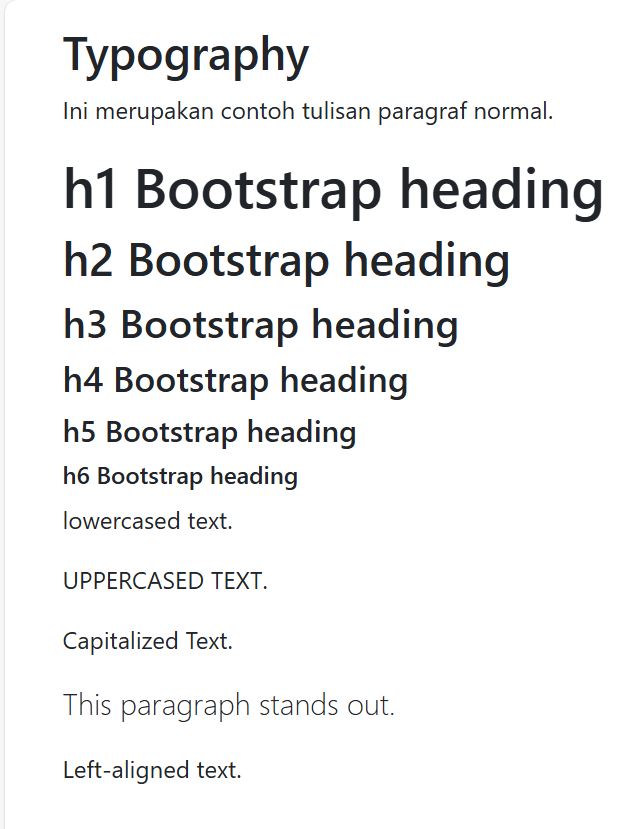 Typography
Ini merupakan contoh tulisan paragraf normal.
h1 Bootstrap heading
h2 Bootstrap heading
h3 Bootstrap heading
h4 Bootstrap heading
h5 Bootstrap heading
h6 Bootstrap heading
lowercased text.
UPPERCASED TEXT.
Capitalized Text.
This paragraph stands out.
Left-aligned text.